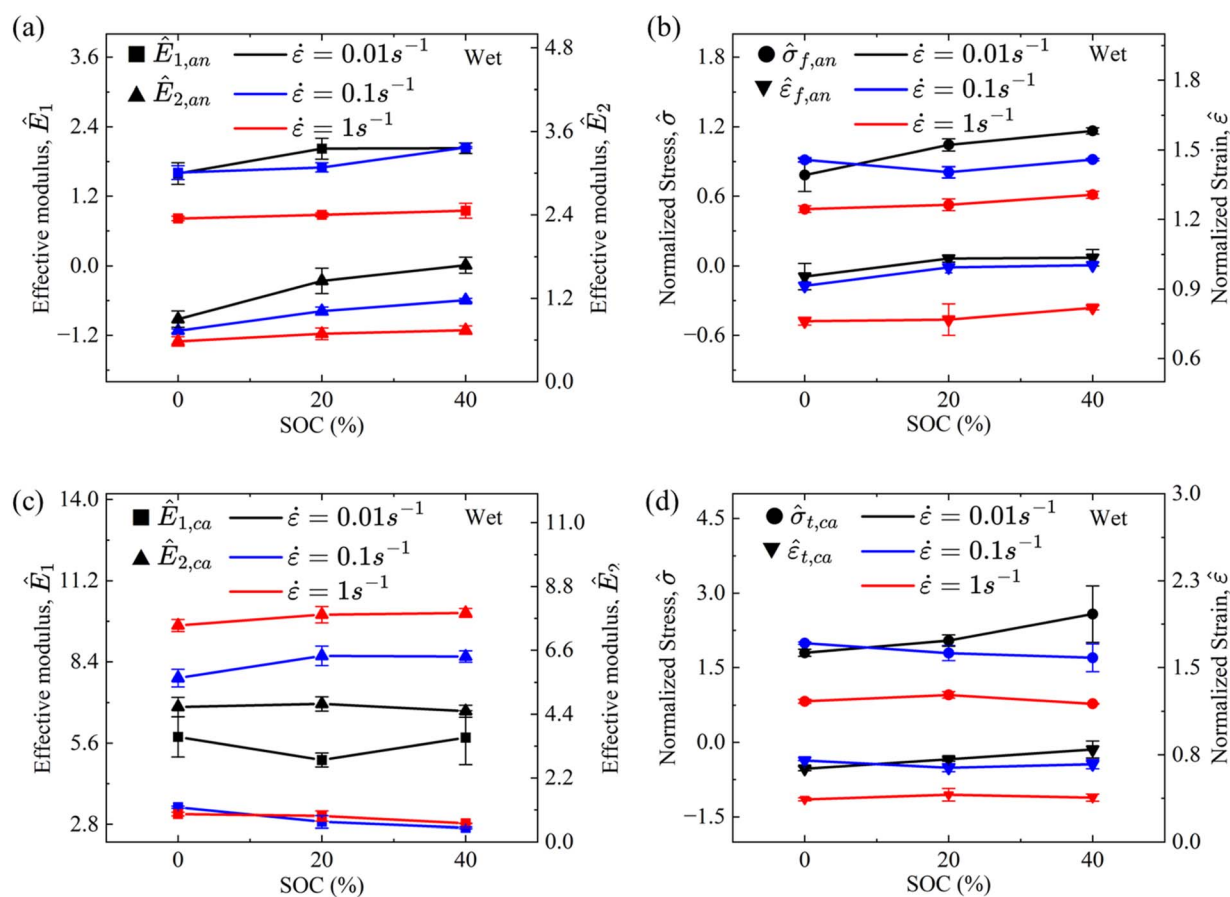 (a)
3.6
2.4
1.2
0.0
−1.2
Effective modulus, Ê₁
■ Ê₁,ₐₙ
▲ Ê₂,ₐₙ
ε̇ = 0.01s⁻¹
ε̇ = 0.1s⁻¹
ε̇ = 1s⁻¹
Wet
4.8
3.6
2.4
1.2
0.0
Effective modulus, Ê₂
0 20 40
SOC (%)
(b)
1.8
1.2
0.6
0.0
−0.6
Normalized Stress, σ̂
● σ̂f,an
▼ ε̂f,an
ε̇ = 0.01s⁻¹
ε̇ = 0.1s⁻¹
ε̇ = 1s⁻¹
Wet
1.8
1.5
1.2
0.9
0.6
Normalized Strain, ε̂
0 20 40
SOC (%)
(c)
14.0
11.2
8.4
5.6
2.8
Effective modulus, Ê₁
■ Ê₁,ca
▲ Ê₂,ca
ε̇ = 0.01s⁻¹
ε̇ = 0.1s⁻¹
ε̇ = 1s⁻¹
Wet
11.0
8.8
6.6
4.4
2.2
0.0
Effective modulus, Ê₂
0 20 40
SOC (%)
(d)
4.5
3.0
1.5
0.0
−1.5
Normalized Stress, σ̂
● σ̂t,ca
▼ ε̂t,ca
ε̇ = 0.01s⁻¹
ε̇ = 0.1s⁻¹
ε̇ = 1s⁻¹
Wet
3.0
2.3
1.5
0.8
0.0
Normalized Strain, ε̂
0 20 40
SOC (%)